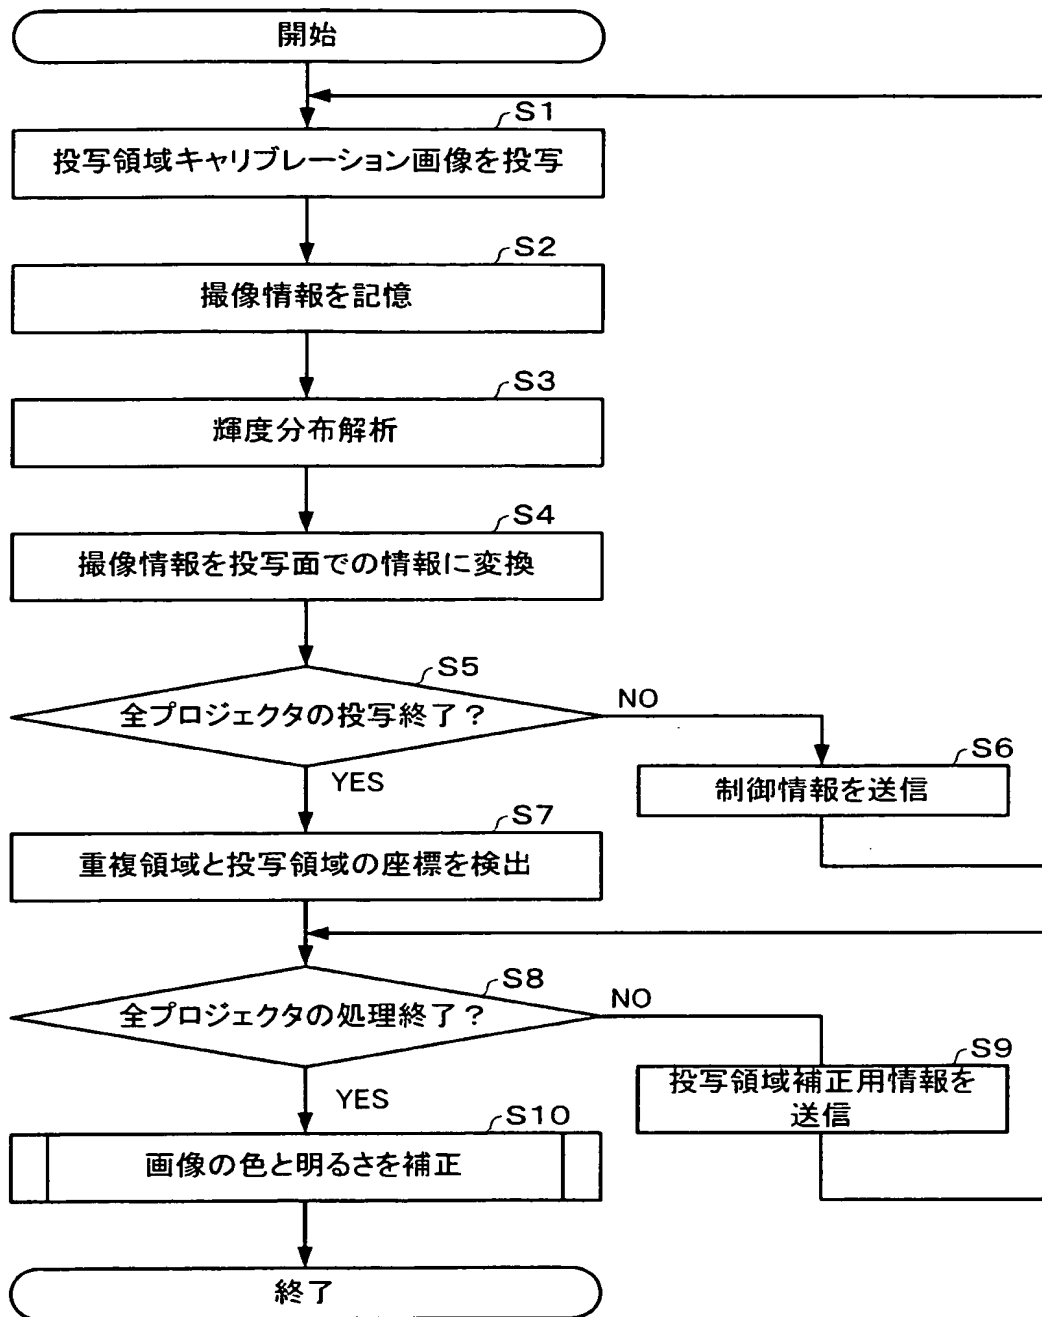 開始
S1
投写領域キャリブレーション画像を投写
S2
撮像情報を記憶
S3
輝度分布解析
S4
撮像情報を投写面での情報に変換
S5
全プロジェクタの投写終了？
NO
YES
S6
制御情報を送信
S7
重複領域と投写領域の座標を検出
S8
全プロジェクタの処理終了？
NO
YES
S9
投写領域補正用情報を
送信
S10
画像の色と明るさを補正
終了